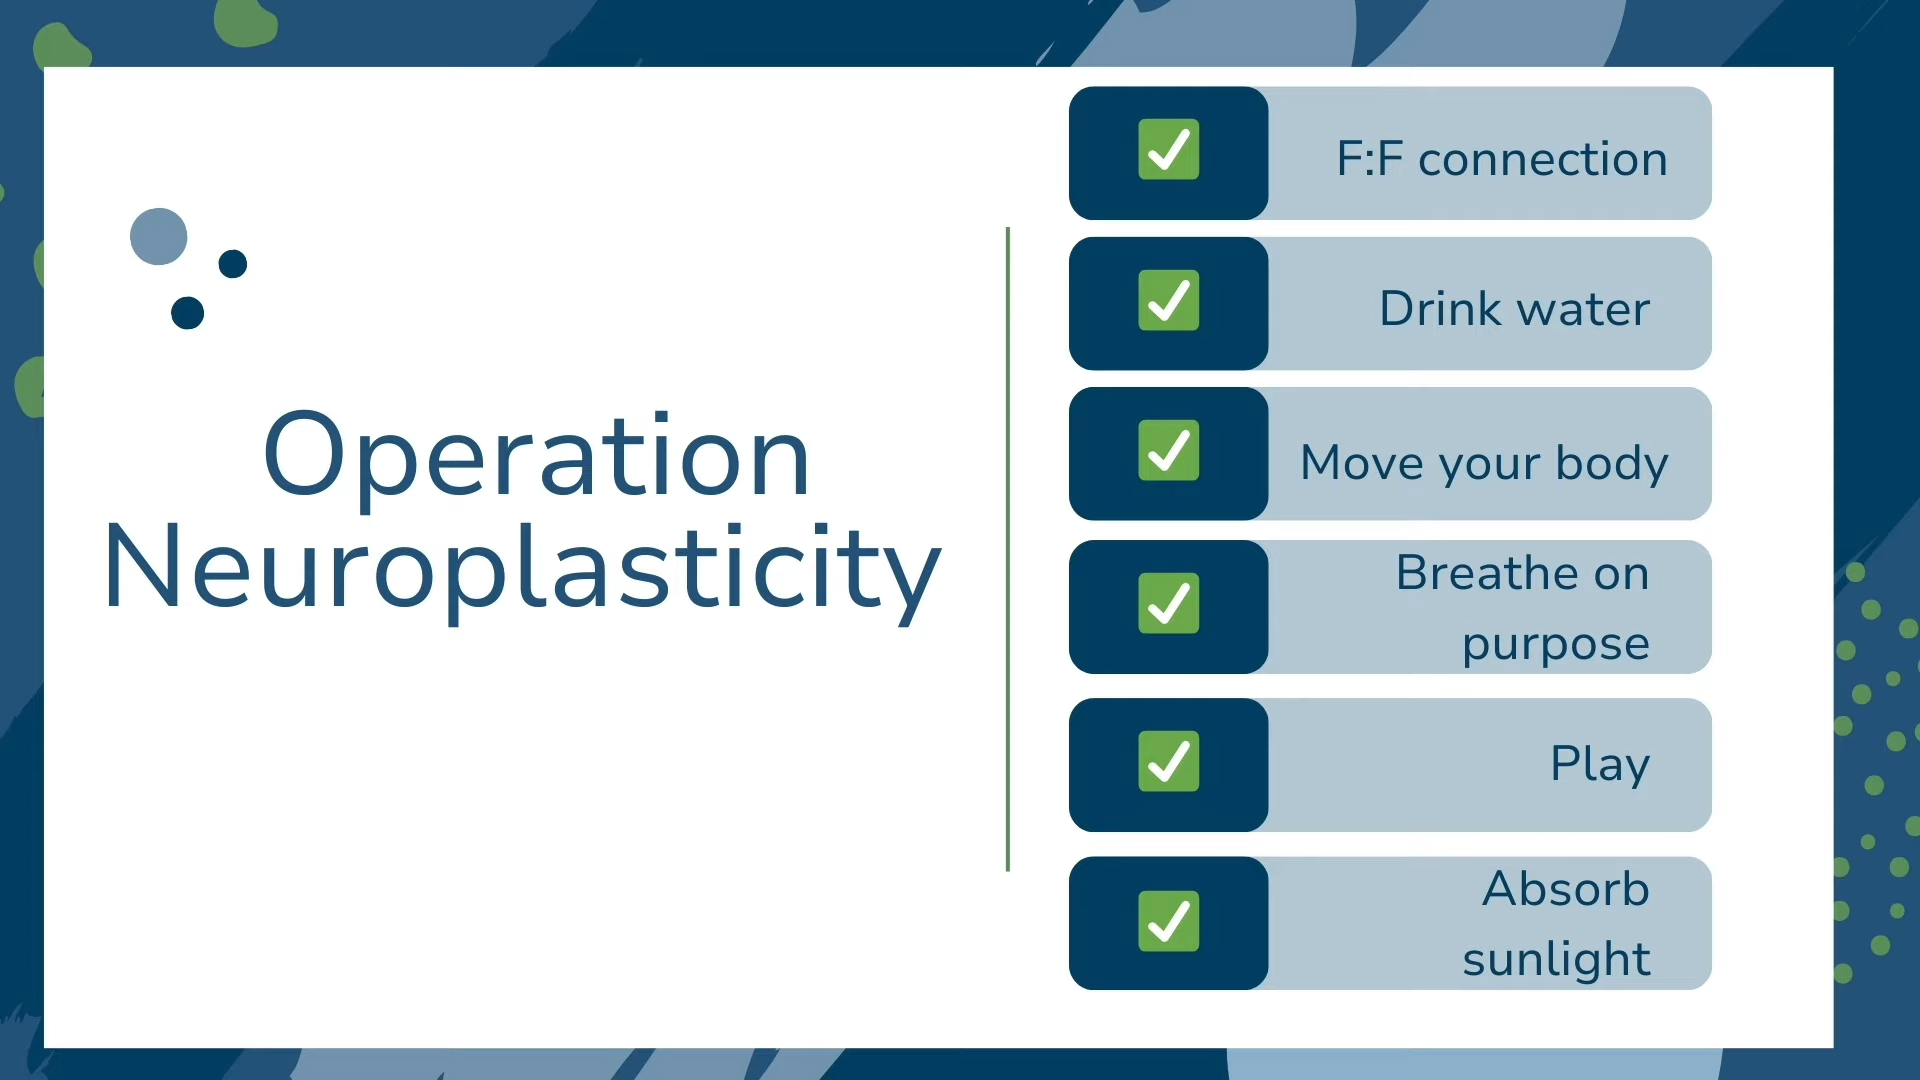 Operation
Neuroplasticity
F:F connection
Drink water
Move your body
Breathe on
purpose
Play
Absorb
sunlight